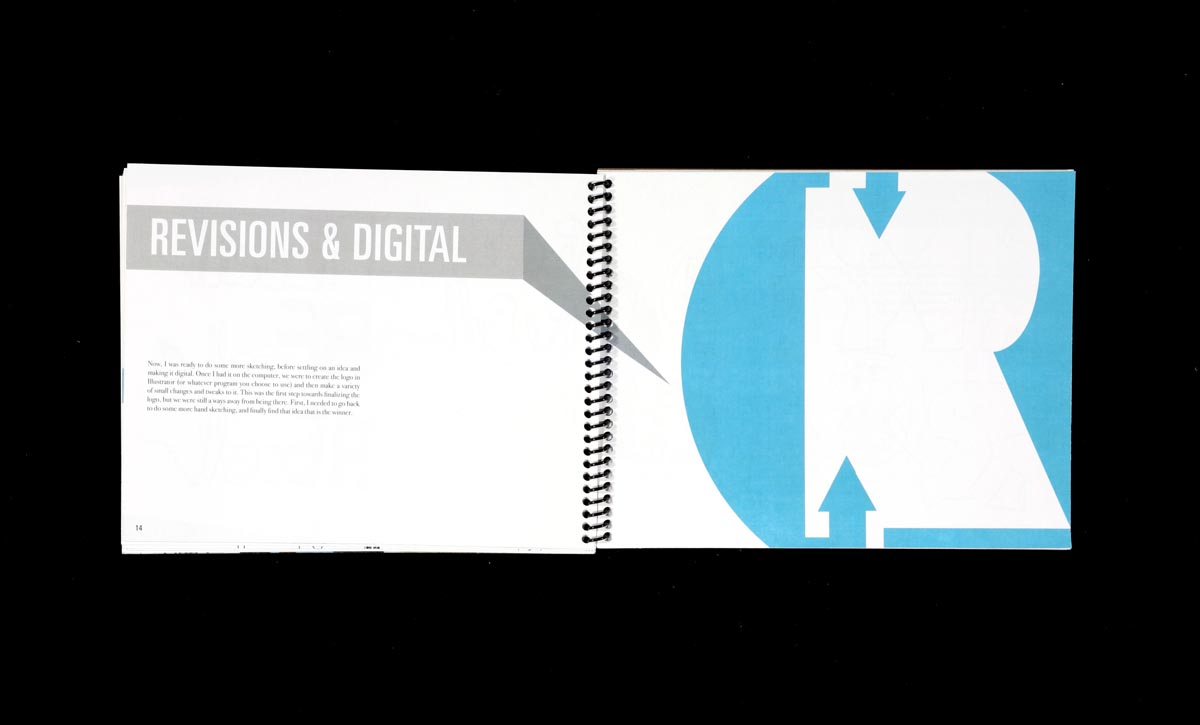 REVISIONS & DIGITAL
Now, I was ready to do some more sketching, before settling on an idea and
making it digital. Once I had it on the computer, we were to create the logo in
Illustrator (or whatever program you choose to use) and then make a variety
of small changes and tweaks to it. This was the first step towards finalizing the
logo, but we were still a ways away from being there. First, I needed to go back
to do some more hand sketching, and finally find that idea that is the winner.
14
R